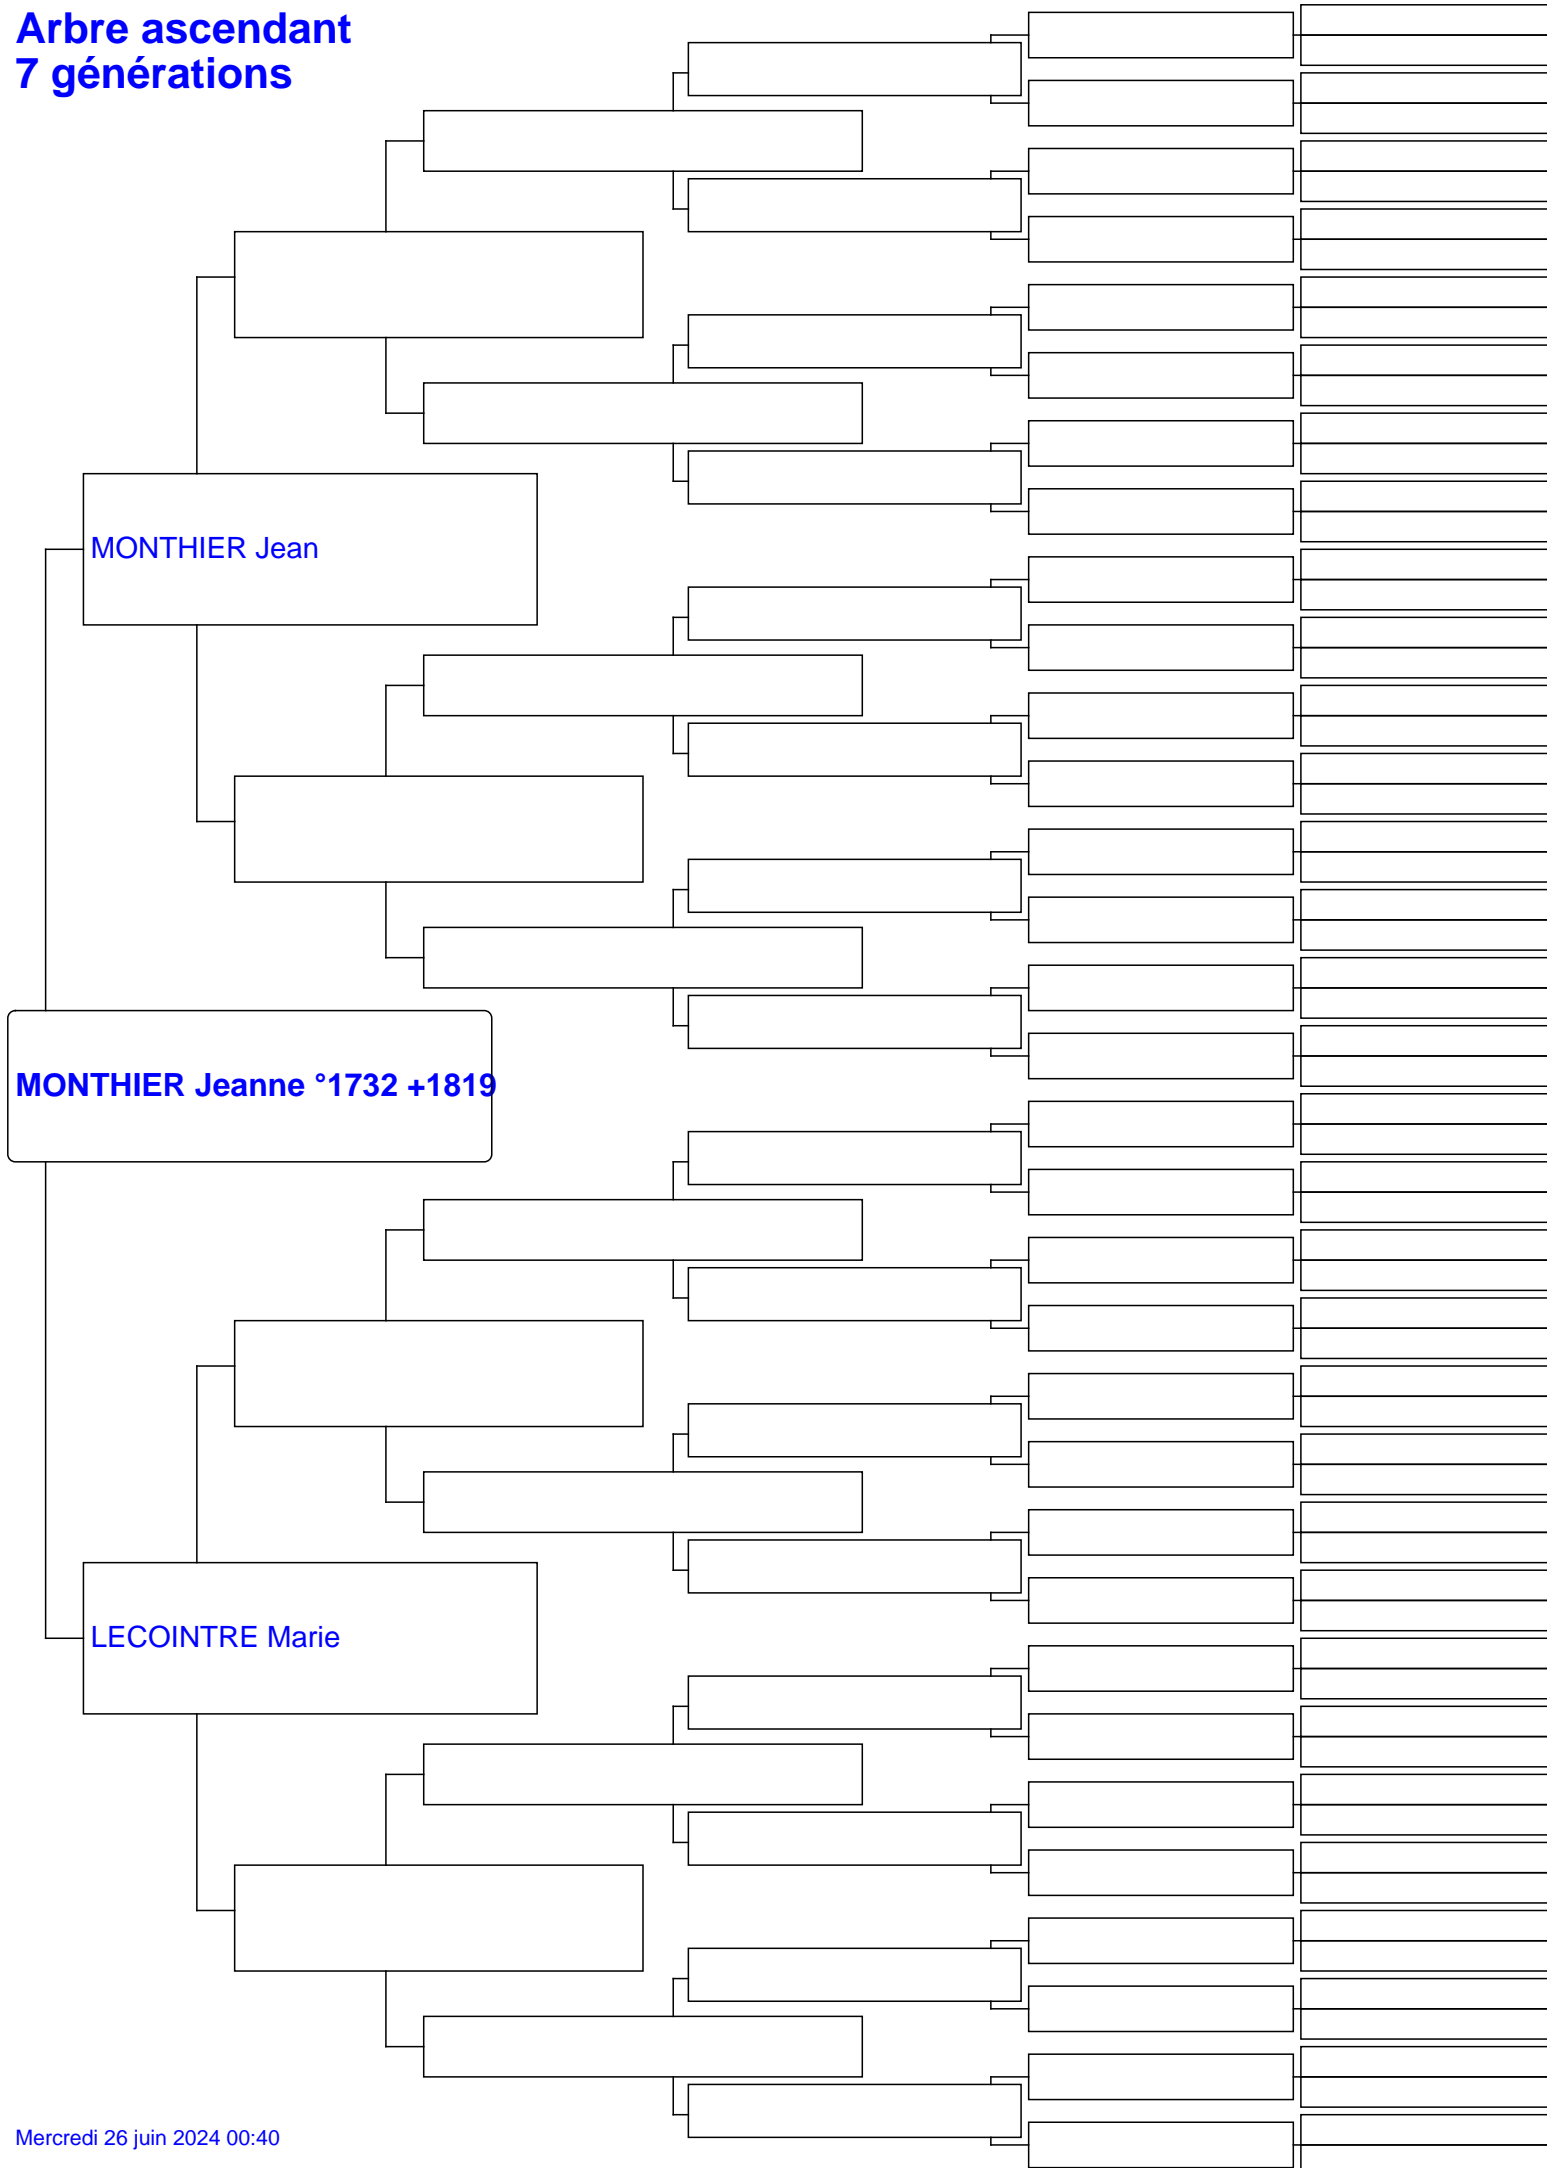 Arbre ascendant
7 générations
MONTHIER Jean
MONTHIER Jeanne °1732 +1819
LECOINTRE Marie
Mercredi 26 juin 2024 00:40